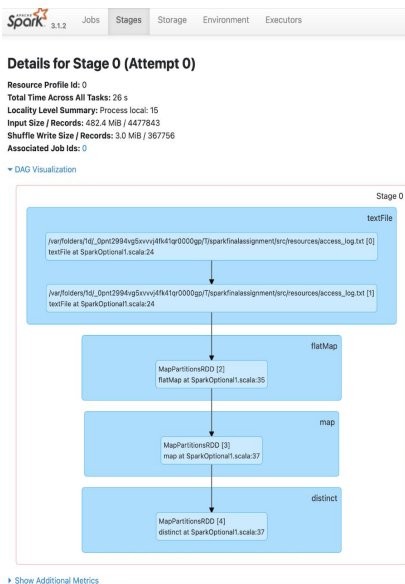 APACHE
Spark 3.1.2 Jobs Stages Storage Environment Executors
Details for Stage 0 (Attempt 0)
Resource Profile Id: 0
Total Time Across All Tasks: 26 s
Locality Level Summary: Process local: 15
Input Size / Records: 482.4 MiB / 4477843
Shuffle Write Size / Records: 3.0 MiB / 367756
Associated Job Ids: 0
DAG Visualization
Stage 0
textFile
/var/folders/1d/_0pnt2994vg5xvvvj4fk41qr0000gp/T/sparkfinalassignment/src/resources/access_log.txt [0]
textFile at SparkOptional1.scala:24
/var/folders/1d/_0pnt2994vg5xvvvj4fk41qr0000gp/T/sparkfinalassignment/src/resources/access_log.txt [1]
textFile at SparkOptional1.scala:24
flatMap
MapPartitionsRDD [2]
flatMap at SparkOptional1.scala:35
map
MapPartitionsRDD [3]
map at SparkOptional1.scala:37
distinct
MapPartitionsRDD [4]
distinct at SparkOptional1.scala:37
Show Additional Metrics